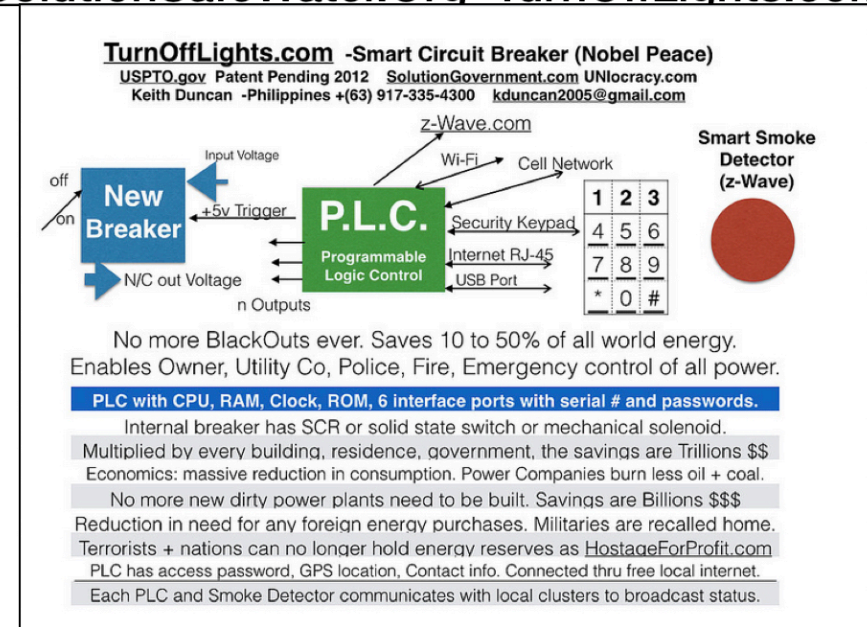 TurnOffLights.com -Smart Circuit Breaker (Nobel Peace)
USPTO.gov Patent Pending 2012 SolutionGovernment.com UNIocracy.com
Keith Duncan -Philippines +(63) 917-335-4300 kduncan2005@gmail.com
z-Wave.com
Smart Smoke
Detector
(z-Wave)
Input Voltage
Wi-Fi
Cell Network
off
on
New
Breaker
+5v Trigger
P.L.C.
Programmable
Logic Control
Security Keypad
Internet RJ-45
USB Port
1 2 3
4 5 6
7 8 9
* 0 #
N/C out Voltage
n Outputs
No more BlackOuts ever. Saves 10 to 50% of all world energy.
Enables Owner, Utility Co, Police, Fire, Emergency control of all power.
PLC with CPU, RAM, Clock, ROM, 6 interface ports with serial # and passwords.
Internal breaker has SCR or solid state switch or mechanical solenoid.
Multiplied by every building, residence, government, the savings are Trillions $$
Economics: massive reduction in consumption. Power Companies burn less oil + coal.
No more new dirty power plants need to be built. Savings are Billions $$$
Reduction in need for any foreign energy purchases. Militaries are recalled home.
Terrorists + nations can no longer hold energy reserves as HostageForProfit.com
PLC has access password, GPS location, Contact info. Connected thru free local internet.
Each PLC and Smoke Detector communicates with local clusters to broadcast status.